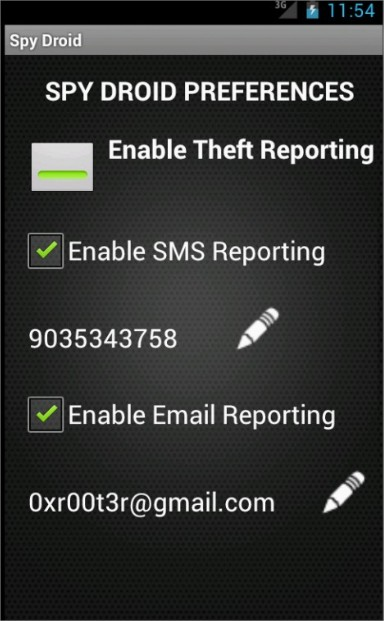 3G 11:54
Spy Droid
SPY DROID PREFERENCES
Enable Theft Reporting
Enable SMS Reporting
9035343758
Enable Email Reporting
0xr00t3r@gmail.com